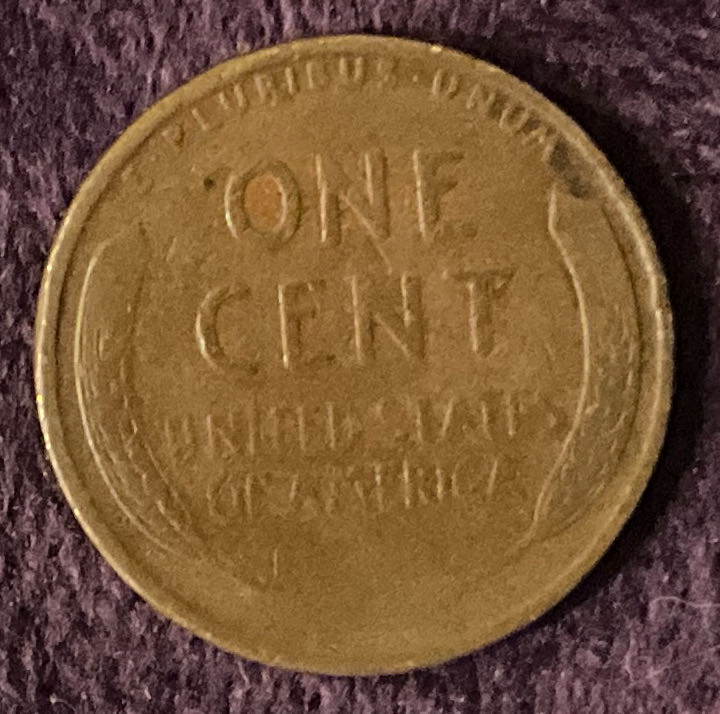 E · PLURIBUS · UNUM
ONE
CENT
UNITED STATES
OF AMERICA